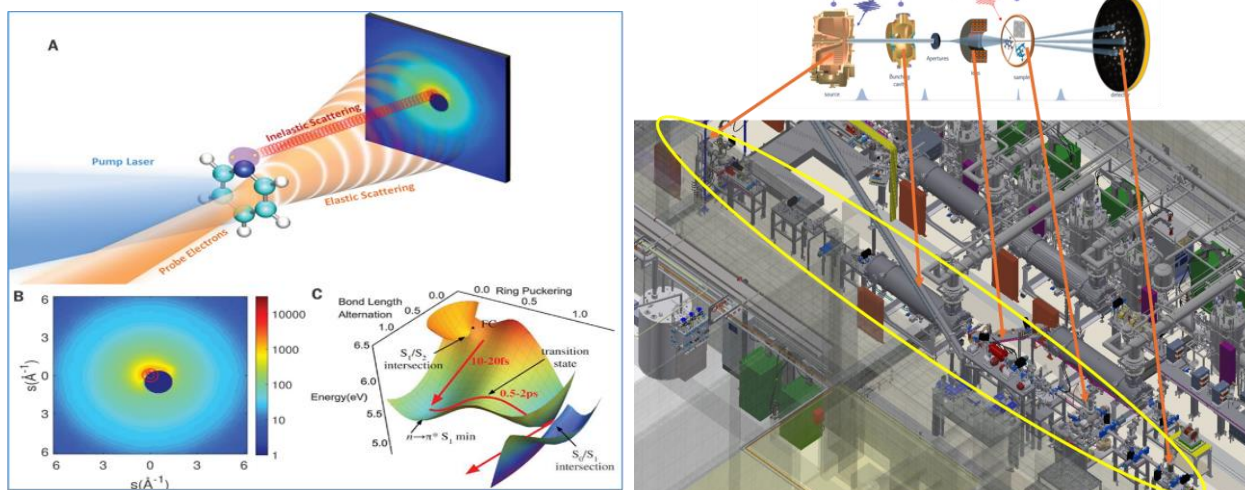 A
Inelastic Scattering
Pump Laser
Elastic Scattering
Probe Electrons
B
6
3
0
3
6
s(Å⁻¹)
6 3 0 3 6
s(Å⁻¹)
10000
1000
100
10
1
C
Bond Length
Alternation
0.0
0.5
1.0
0.0 Ring Puckering
0.5
1.0
6.5
6.0
5.5
5.0
Energy(eV)
FC
S₁/S₂
intersection
10-20fs
transition
state
0.5-2ps
n→π* S₁ min
S₀/S₁
intersection
source
Bunching
cavity
Apertures
sample
detector